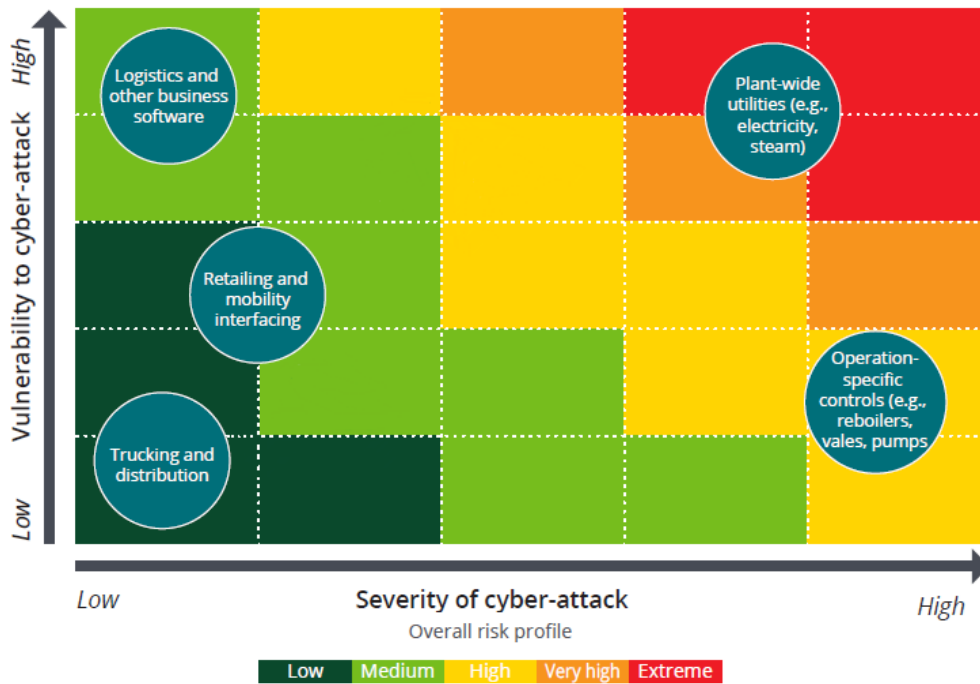 High
Vulnerability to cyber-attack
Low
Logistics and
other business
software
Plant-wide
utilities (e.g.,
electricity,
steam)
Retailing and
mobility
interfacing
Operation-
specific
controls (e.g.,
reboilers,
vales, pumps
Trucking and
distribution
Low
Severity of cyber-attack
High
Overall risk profile
Low
Medium
High
Very high
Extreme